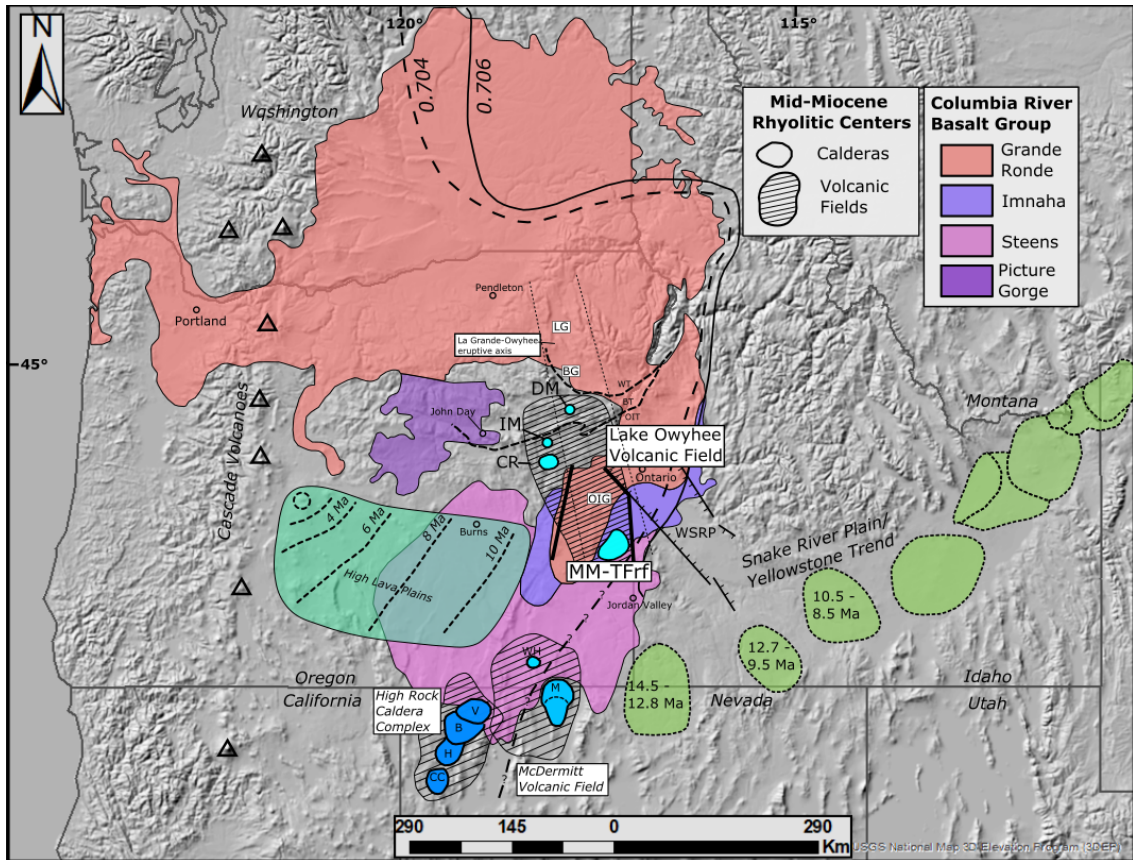 N
120°
115°
Wqshington
0.704
0.706
Mid-Miocene
Rhyolitic Centers
Calderas
Volcanic
Fields
Columbia River
Basalt Group
Grande
Ronde
Imnaha
Steens
Picture
Gorge
Pendleton
Portland
LG
La Grande-Owyhee
eruptive axis
45°
BG
WT
DM
BT
OIT
Montana
John Day
IM
Lake Owyhee
Volcanic Field
CR
Cascade Volcanoes
Ontario
OIG
4 Ma
6 Ma
8 Ma
10 Ma
Burns
WSRP
Snake River Plain/
Yellowstone Trend
High Lava Plains
MM-TFrf
Jordan Valley
10.5 -
8.5 Ma
?
?
WH
12.7 -
9.5 Ma
Oregon
California
M
14.5 -
12.8 Ma
Nevada
Idaho
Utah
High Rock
Caldera
Complex
V
B
?
H
CC
?
McDermitt
Volcanic Field
290
145
0
290
Km
USGS National Map 3D Elevation Program (3DEP)